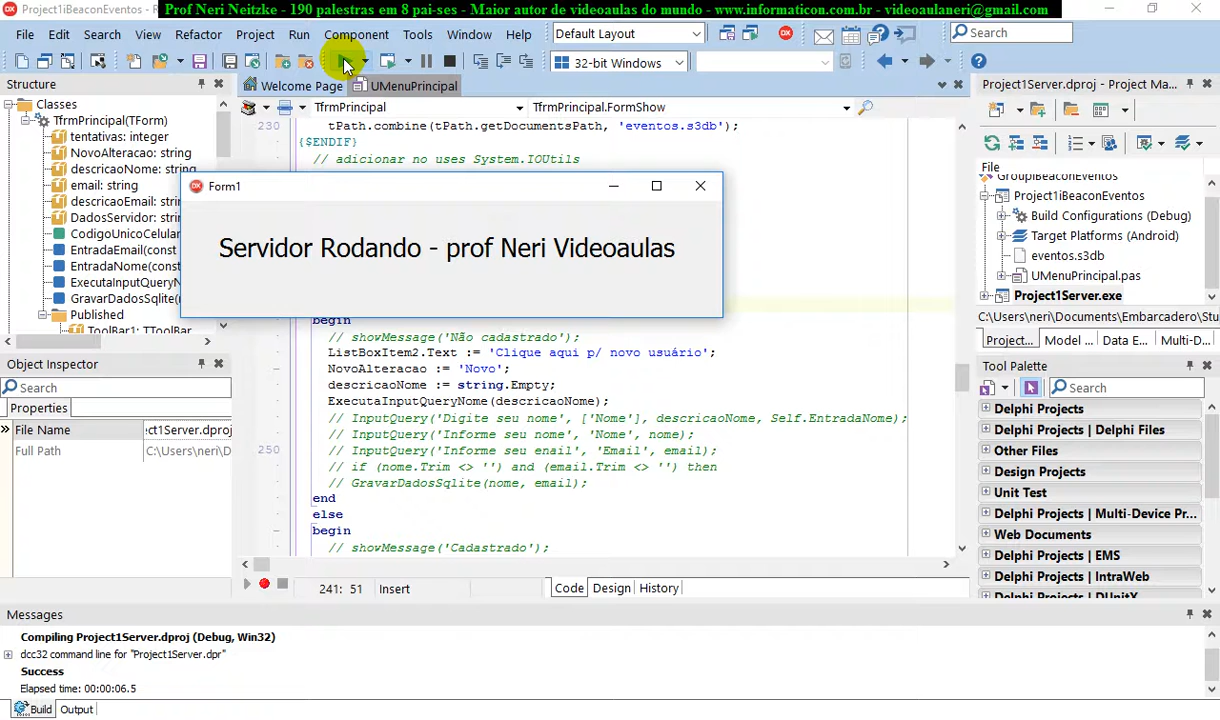 Project1iBeaconEventos - R
Prof Neri Neitzke - 190 palestras em 8 pai-ses - Maior autor de videoaulas do mundo - www.informaticon.com.br - videoaulaneri@gmail.com
File Edit Search View Refactor Project Run Component Tools Window Help
Default Layout
Search
32-bit Windows
Structure
Welcome Page
UMenuPrincipal
Project1Server.dproj - Project Ma...
TfrmPrincipal
TfrmPrincipal.FormShow
Classes
TfrmPrincipal(TForm)
tentativas: integer
NovoAlteracao: string
descricaoNome: string
email: string
descricaoEmail: string
DadosServidor: string
CodigoUnicoCelular
EntradaEmail(const
EntradaNome(const
ExecutaInputQueryN
GravarDadosSqlite(n
Published
ToolBar1: TToolBar
230
tPath.combine(tPath.getDocumentsPath, 'eventos.s3db');
{$ENDIF}
// adicionar no uses System.IOUtils
Form1
Servidor Rodando - prof Neri Videoaulas
begin
// showMessage('Não cadastrado');
ListBoxItem2.Text := 'Clique aqui p/ novo usuário';
NovoAlteracao := 'Novo';
descricaoNome := string.Empty;
ExecutaInputQueryNome(descricaoNome);
// InputQuery('Digite seu nome', ['Nome'], descricaoNome, Self.EntradaNome);
// InputQuery('Informe seu nome', 'Nome', nome);
250
// InputQuery('Informe seu enail', 'Email', email);
// if (nome.Trim <> '') and (email.Trim <> '') then
// GravarDadosSqlite(nome, email);
end
else
begin
// showMessage('Cadastrado');
241: 51
Insert
Code
Design
History
File
GroupiBeaconEventos
Project1iBeaconEventos
Build Configurations (Debug)
Target Platforms (Android)
eventos.s3db
UMenuPrincipal.pas
Project1Server.exe
C:\Users\neri\Documents\Embarcadero\Stu
Project...
Model ...
Data E...
Multi-D...
Object Inspector
Search
Properties
File Name
ct1Server.dproj
Full Path
C:\Users\neri\D
Tool Palette
Search
Delphi Projects
Delphi Projects | Delphi Files
Other Files
Design Projects
Unit Test
Delphi Projects | Multi-Device Pr...
Web Documents
Delphi Projects | EMS
Delphi Projects | IntraWeb
Delphi Projects | DUnitX
Messages
Compiling Project1Server.dproj (Debug, Win32)
dcc32 command line for "Project1Server.dpr"
Success
Elapsed time: 00:00:06.5
Build
Output